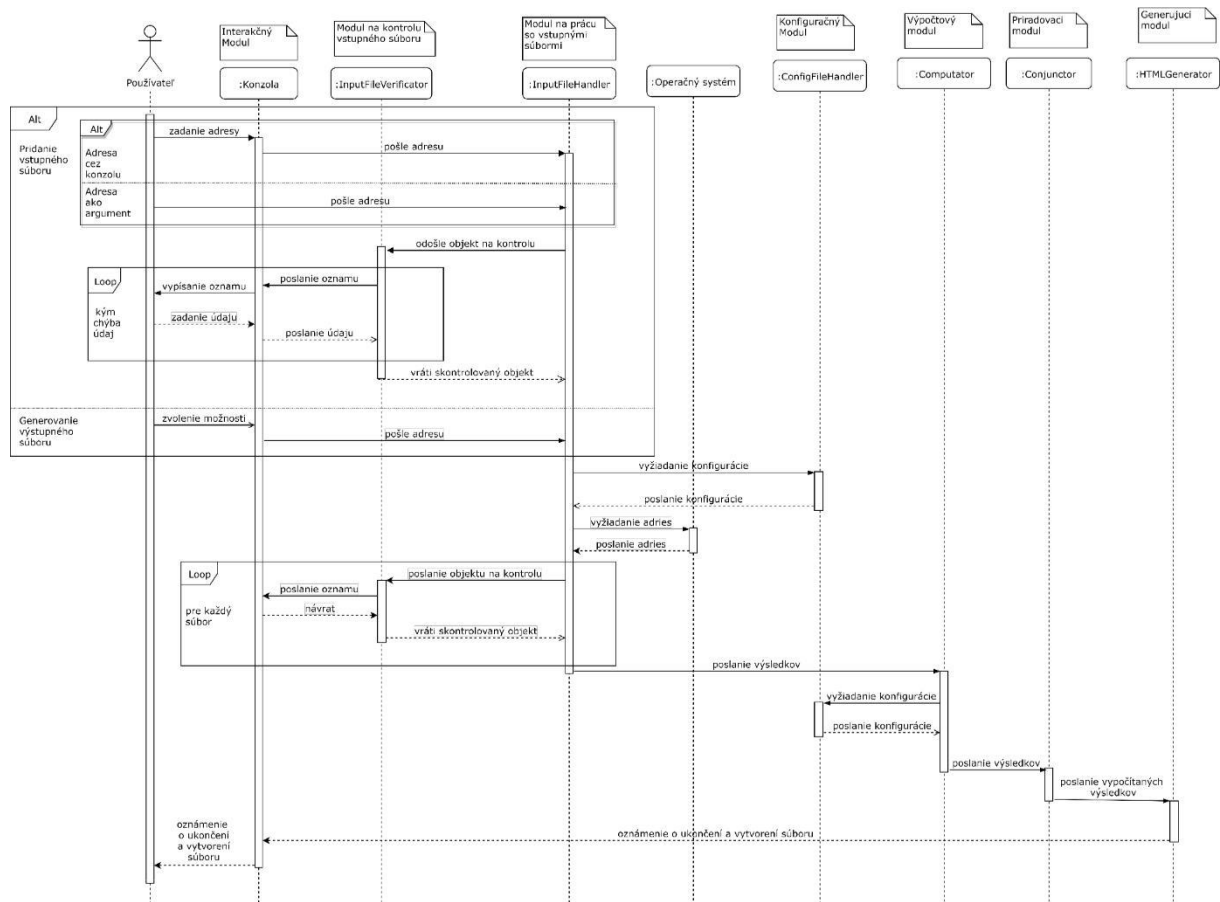 Interakčný
Modul
Modul na kontrolu
vstupného súboru
Modul na prácu
so vstupnými
súbormi
Konfiguračný
Modul
Výpočtový
modul
Priradovaci
modul
Generujuci
modul
Používateľ
:Konzola
:InputFileVerificator
:InputFileHandler
:Operačný systém
:ConfigFileHandler
:Computator
:Conjunctor
:HTMLGenerator
Alt
Pridanie
vstupného
súboru
Alt
Adresa
cez
konzolu
zadanie adresy
pošle adresu
Adresa
ako
argument
pošle adresu
odošle objekt na kontrolu
Loop
kým
chýba
údaj
poslanie oznamu
vypísanie oznamu
zadanie údaju
poslanie údaju
vráti skontrolovaný objekt
Generovanie
výstupného
súboru
zvolenie možnosti
pošle adresu
vyžiadanie konfigurácie
poslanie konfigurácie
vyžiadanie adries
poslanie adries
Loop
pre každý
súbor
poslanie objektu na kontrolu
poslanie oznamu
návrat
vráti skontrolovaný objekt
poslanie výsledkov
vyžiadanie konfigurácie
poslanie konfigurácie
poslanie výsledkov
poslanie vypočítaných
výsledkov
oznámenie o ukončení a vytvorení súboru
oznámenie
o ukončení
a vytvorení
súboru